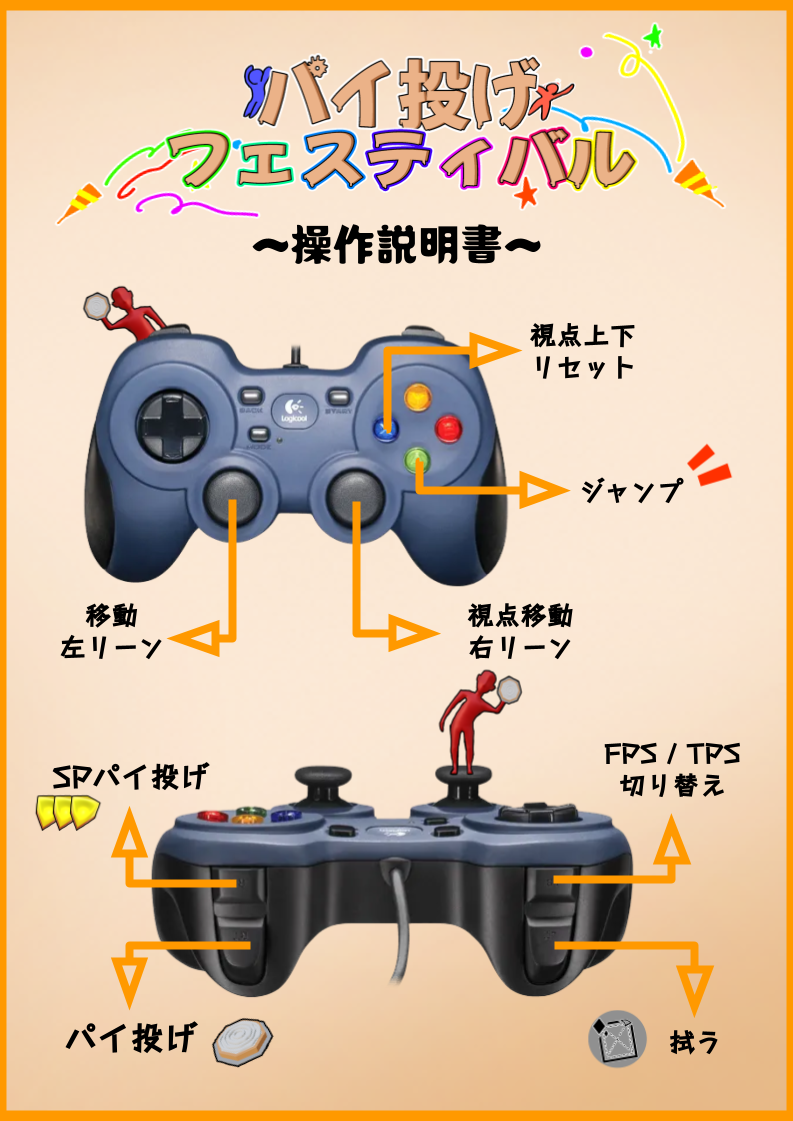 パイ投げ
フェスティバル
～操作説明書～
視点上下
リセット
BACK
START
Logicool
MODE
X
ジャンプ
移動
左リーン
視点移動
右リーン
SPパイ投げ
FPS / TPS
切り替え
パイ投げ
拭う